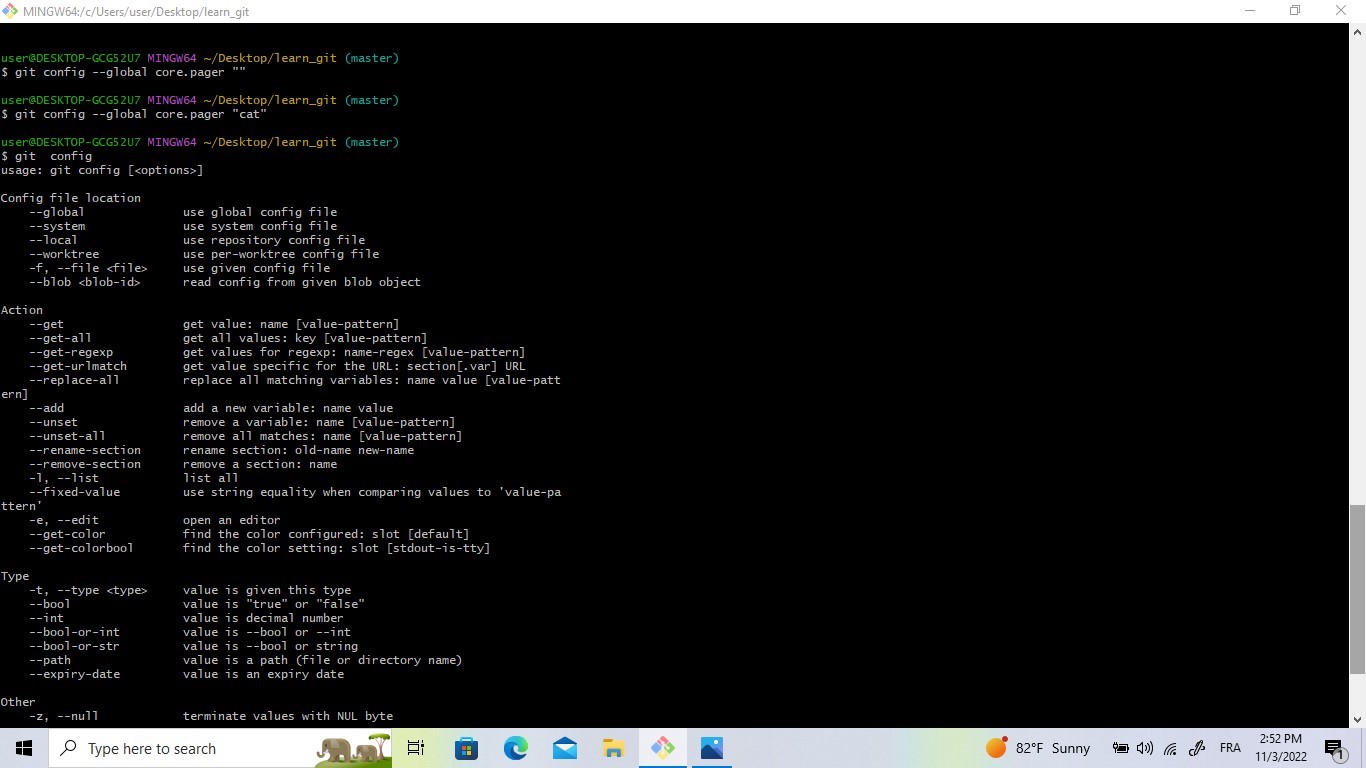 MINGW64:/c/Users/user/Desktop/learn_git
user@DESKTOP-GCG52U7 MINGW64 ~/Desktop/learn_git (master)
$ git config --global core.pager ""
user@DESKTOP-GCG52U7 MINGW64 ~/Desktop/learn_git (master)
$ git config --global core.pager "cat"
user@DESKTOP-GCG52U7 MINGW64 ~/Desktop/learn_git (master)
$ git  config
usage: git config [<options>]
Config file location
    --global              use global config file
    --system              use system config file
    --local               use repository config file
    --worktree            use per-worktree config file
    -f, --file <file>     use given config file
    --blob <blob-id>      read config from given blob object
Action
    --get                 get value: name [value-pattern]
    --get-all             get all values: key [value-pattern]
    --get-regexp          get values for regexp: name-regex [value-pattern]
    --get-urlmatch        get value specific for the URL: section[.var] URL
    --replace-all         replace all matching variables: name value [value-patt
ern]
    --add                 add a new variable: name value
    --unset               remove a variable: name [value-pattern]
    --unset-all           remove all matches: name [value-pattern]
    --rename-section      rename section: old-name new-name
    --remove-section      remove a section: name
    -l, --list            list all
    --fixed-value         use string equality when comparing values to 'value-pa
ttern'
    -e, --edit            open an editor
    --get-color           find the color configured: slot [default]
    --get-colorbool       find the color setting: slot [stdout-is-tty]
Type
    -t, --type <type>     value is given this type
    --bool                value is "true" or "false"
    --int                 value is decimal number
    --bool-or-int         value is --bool or --int
    --bool-or-str         value is --bool or string
    --path                value is a path (file or directory name)
    --expiry-date         value is an expiry date
Other
    -z, --null            terminate values with NUL byte
Type here to search
82°F Sunny
FRA
2:52 PM
11/3/2022
1